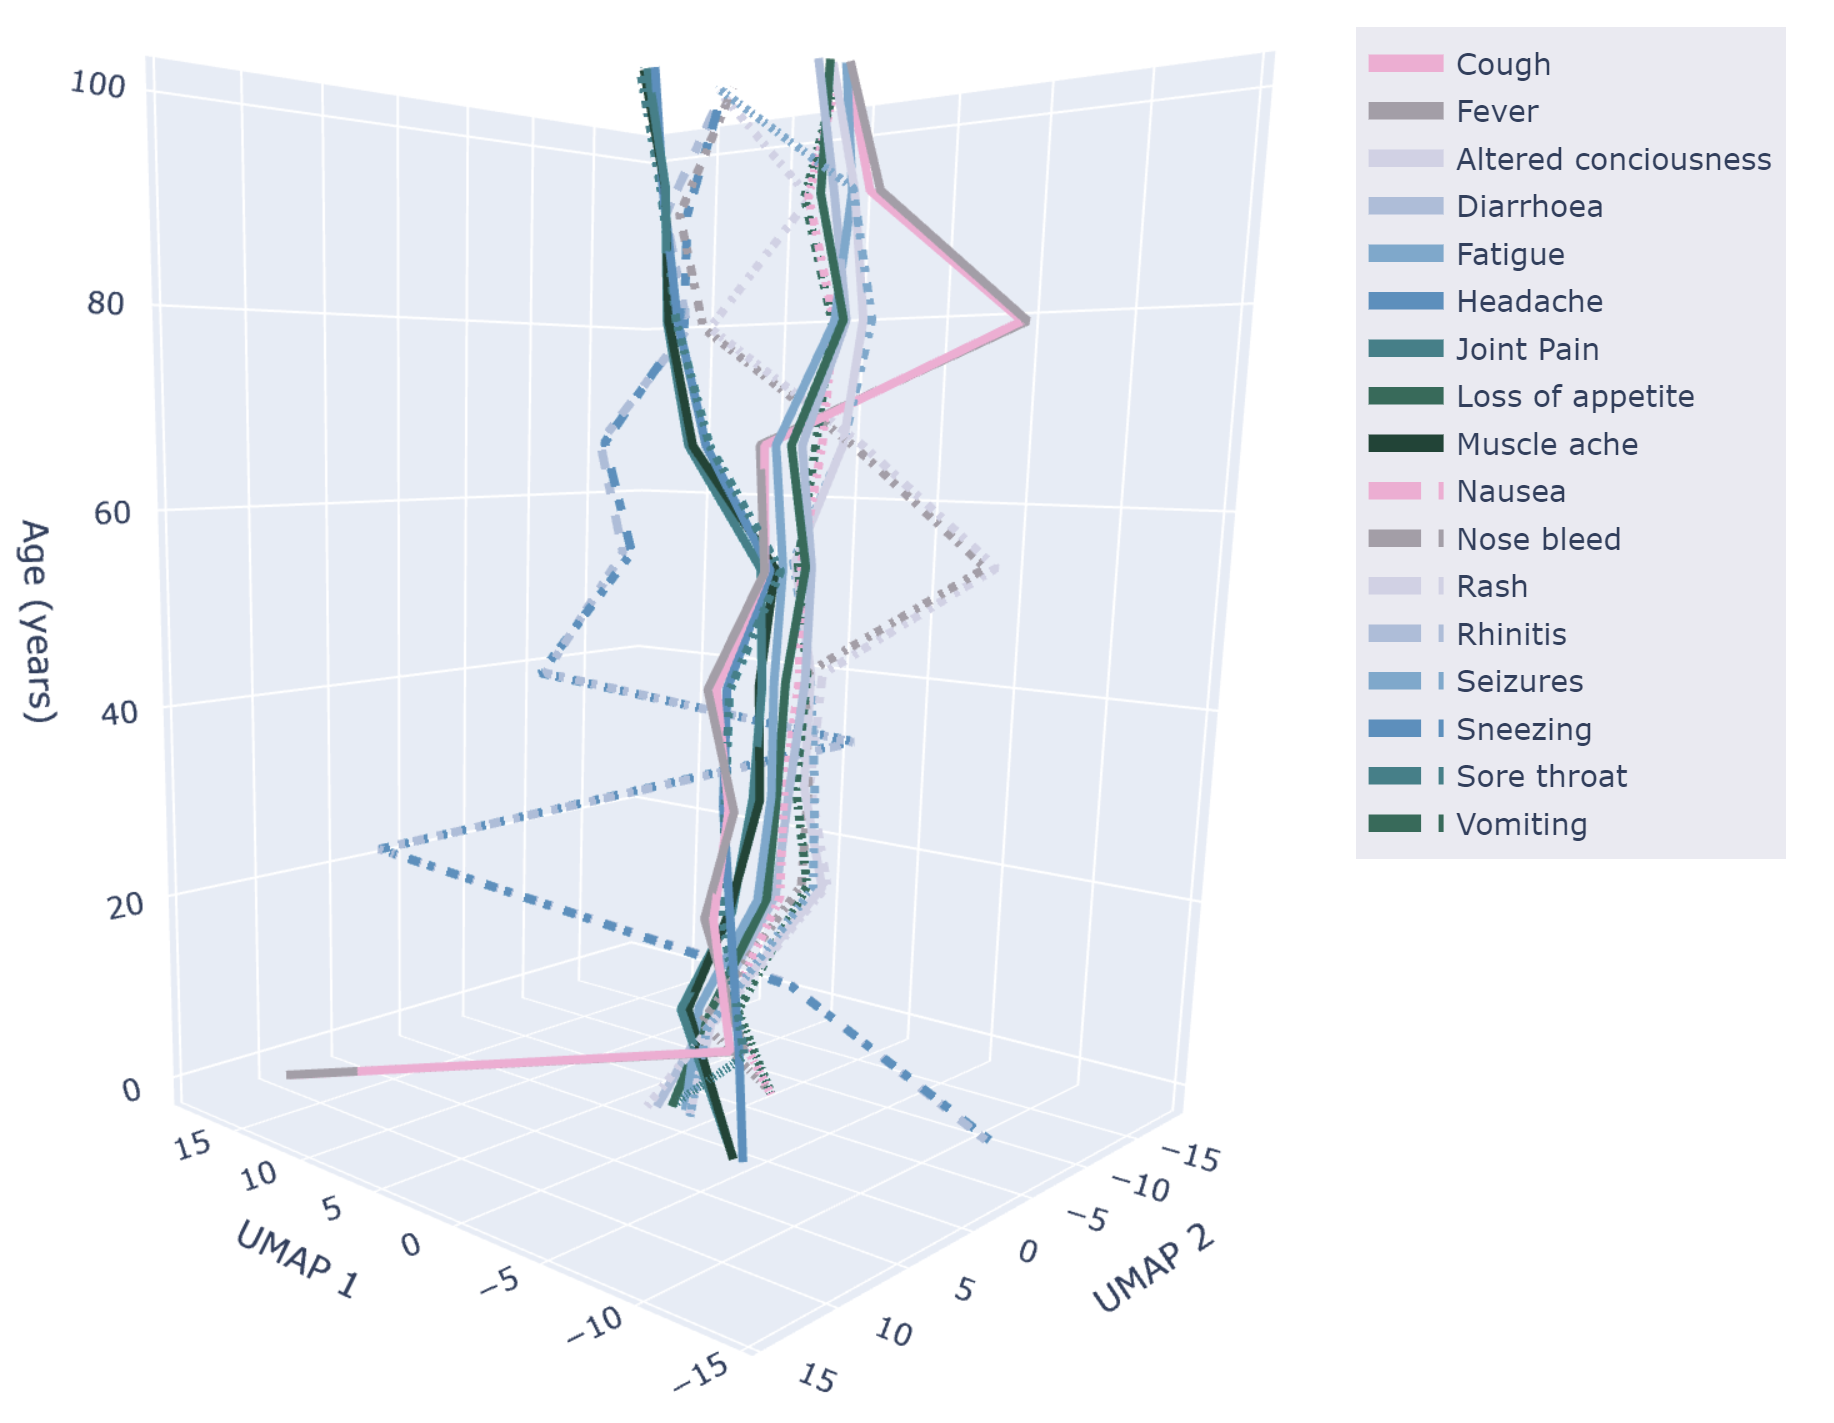 100
80
60
40
20
0
Age (years)
15
10
5
0
−5
−10
−15
UMAP 1
15
10
5
0
−5
−10
−15
UMAP 2
Cough
Fever
Altered conciousness
Diarrhoea
Fatigue
Headache
Joint Pain
Loss of appetite
Muscle ache
Nausea
Nose bleed
Rash
Rhinitis
Seizures
Sneezing
Sore throat
Vomiting